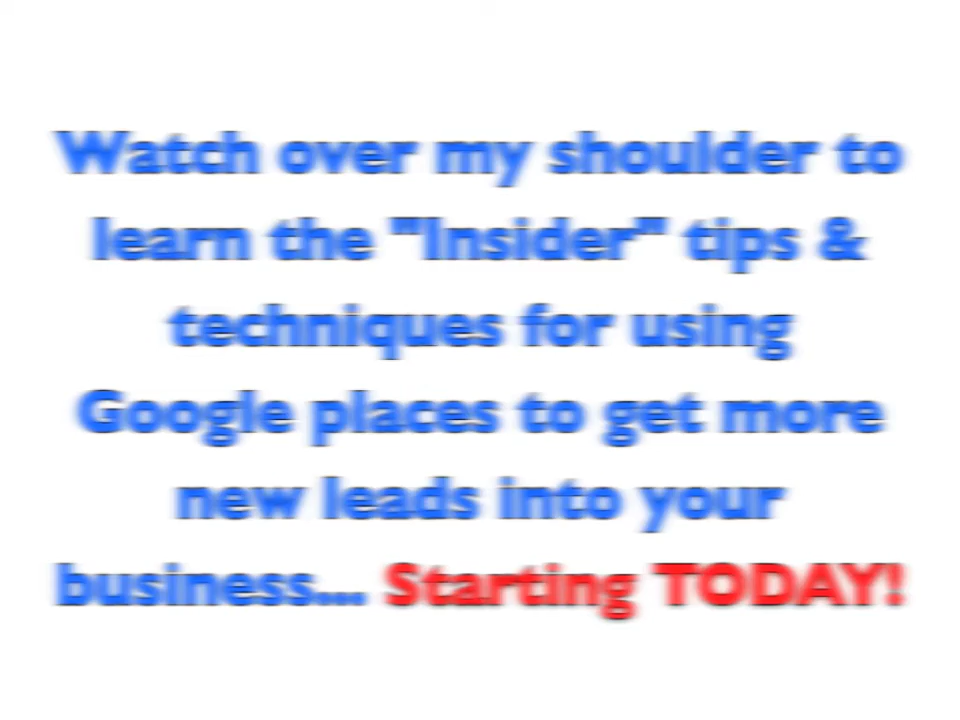 Watch over my shoulder to
learn the "Insider" tips &
techniques for using
Google places to get more
new leads into your
business... Starting TODAY!